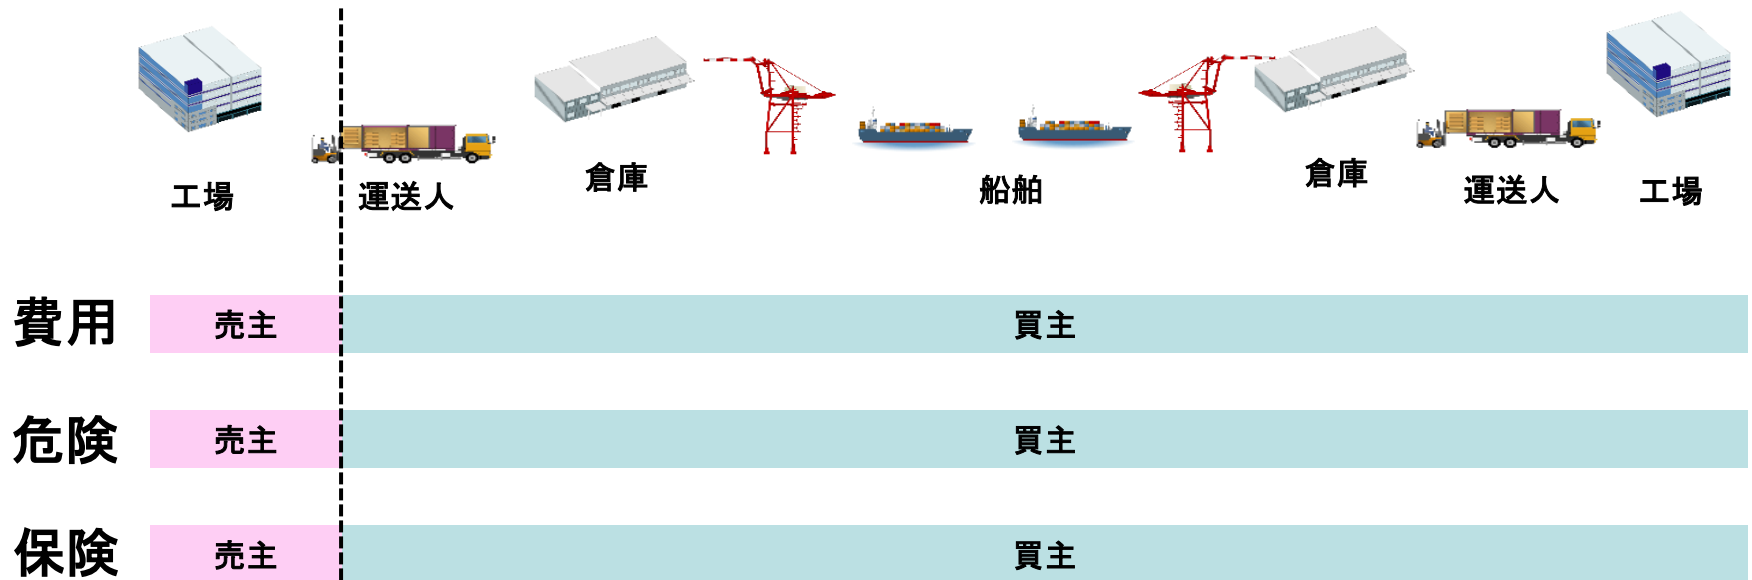 工場
運送人
倉庫
船舶
倉庫
運送人
工場
費用
売主
買主
危険
売主
買主
保険
売主
買主